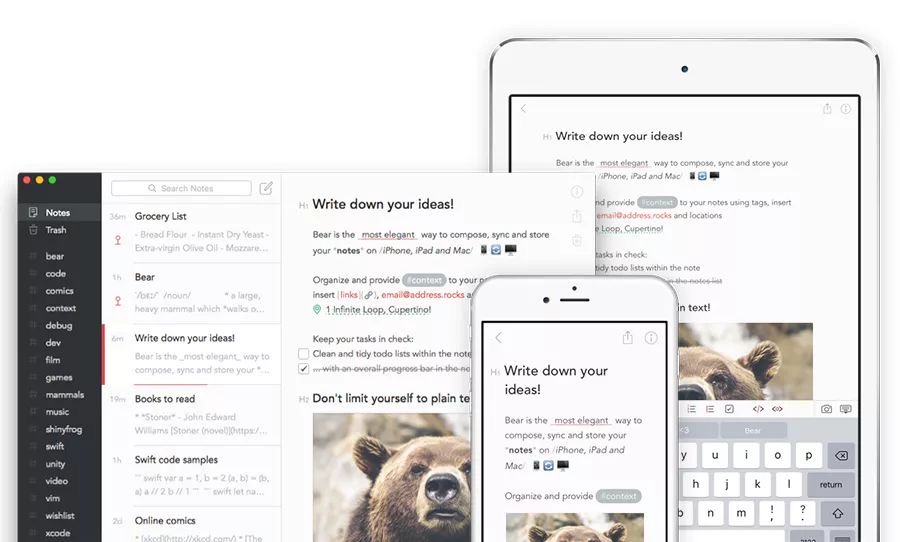 Notes
Trash
bear
code
comics
context
debug
dev
film
games
mammals
music
shinyfrog
swift
unity
video
vim
wishlist
xcode
Search Notes
36m Grocery List
- Bread Flour - Instant Dry Yeast -
Extra-virgin Olive Oil - Mozzare...
1h Bear
/bɛː/ /noun/ * a large,
heavy mammal which *walks o...
6m Write down your ideas!
Bear is the _most elegant_ way to
compose, sync and store your *...
19m Books to read
* *Stoner* - John Edward
Williams [Stoner (novel)](https:/...
1h Swift code samples
``` swift var a = 1, b = 2 (a, b) = (b,
a) // 2 b // 1 ``` ``` swift let na...
2d Online comics
* [xkcd](http://xkcd.com/) * [The
H1 Write down your ideas!
Bear is the _most elegant_ way to compose, sync and store
your *notes* on /iPhone, iPad and Mac/
Organize and provide #context to your no
insert [links], email@address.rocks and
1 Infinite Loop, Cupertino!
Keep your tasks in check:
Clean and tidy todo lists within the note
... with an overall progress bar in the no
H2 Don't limit yourself to plain te
H1 Write down your
ideas!
Bear is the _most elegant_ way to
compose, sync and store your
*notes* on /iPhone, iPad and
Mac/
Organize and provide #context
H1 Write down your ideas!
Bear is the _most elegant_ way to compose, sync and store your
/iPhone, iPad and Mac/
nd provide #context to your notes using tags, insert
email@address.rocks and locations
e Loop, Cupertino!
tasks in check:
tidy todo lists within the note
in the notes list
in text!
<3 Bear
y u i o p
h j k l return
b n m ! , ? .
.?123